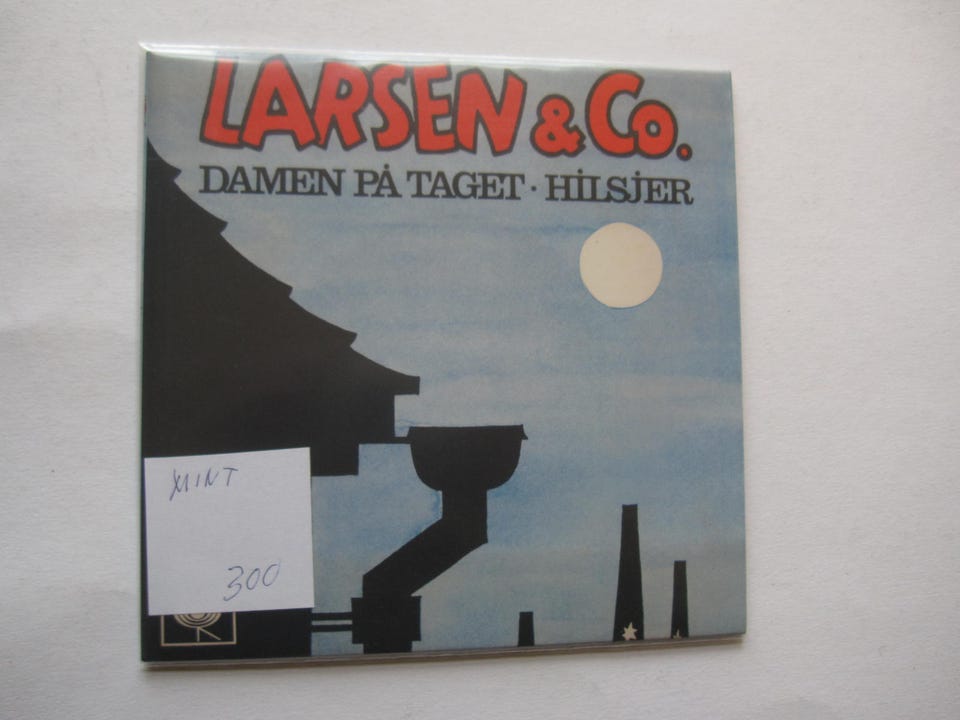 LARSEN & Co.
DAMEN PÅ TAGET · HiLSjER
MINT
300